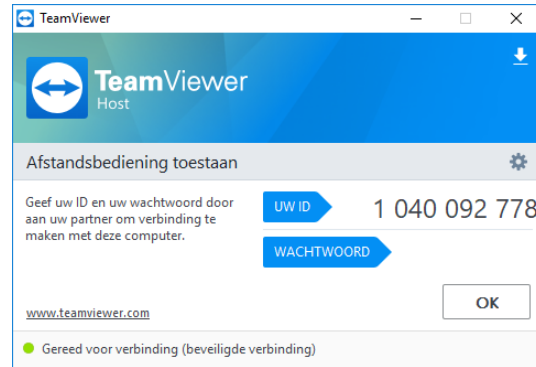 TeamViewer
TeamViewer
Host
Afstandsbediening toestaan
Geef uw ID en uw wachtwoord door
aan uw partner om verbinding te
maken met deze computer.
UW ID
1 040 092 778
WACHTWOORD
www.teamviewer.com
OK
Gereed voor verbinding (beveiligde verbinding)